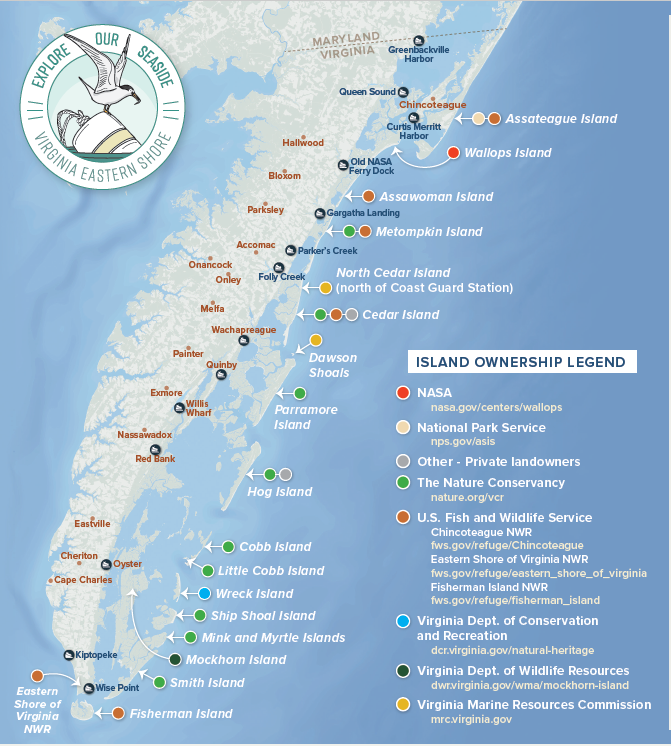 EXPLORE OUR SEASIDE
VIRGINIA EASTERN SHORE
MARYLAND
VIRGINIA
Greenbackville
Harbor
Queen Sound
Chincoteague
Curtis Merritt
Harbor
Assateague Island
Wallops Island
Hallwood
Old NASA
Ferry Dock
Bloxom
Assawoman Island
Parksley
Gargatha Landing
Metompkin Island
Accomac
Parker's Creek
Onancock
Onley
Folly Creek
North Cedar Island
(north of Coast Guard Station)
Melfa
Cedar Island
Wachapreague
Painter
Dawson
Shoals
Quinby
Exmore
Willis
Wharf
Parramore
Island
Nassawadox
Red Bank
Hog Island
Eastville
Cobb Island
Cheriton
Oyster
Little Cobb Island
Cape Charles
Wreck Island
Ship Shoal Island
Mink and Myrtle Islands
Kiptopeke
Mockhorn Island
Smith Island
Wise Point
Eastern
Shore of
Virginia
NWR
Fisherman Island
ISLAND OWNERSHIP LEGEND
NASA
nasa.gov/centers/wallops
National Park Service
nps.gov/asis
Other - Private landowners
The Nature Conservancy
nature.org/vcr
U.S. Fish and Wildlife Service
Chincoteague NWR
fws.gov/refuge/Chincoteague
Eastern Shore of Virginia NWR
fws.gov/refuge/eastern_shore_of_virginia
Fisherman Island NWR
fws.gov/refuge/fisherman_island
Virginia Dept. of Conservation
and Recreation
dcr.virginia.gov/natural-heritage
Virginia Dept. of Wildlife Resources
dwr.virginia.gov/wma/mockhorn-island
Virginia Marine Resources Commission
mrc.virginia.gov